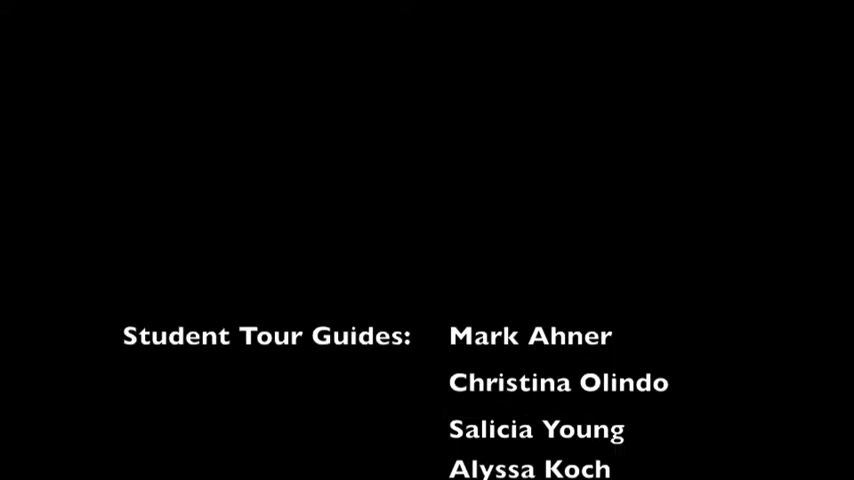 Student Tour Guides: Mark Ahner
Christina Olindo
Salicia Young
Alyssa Koch